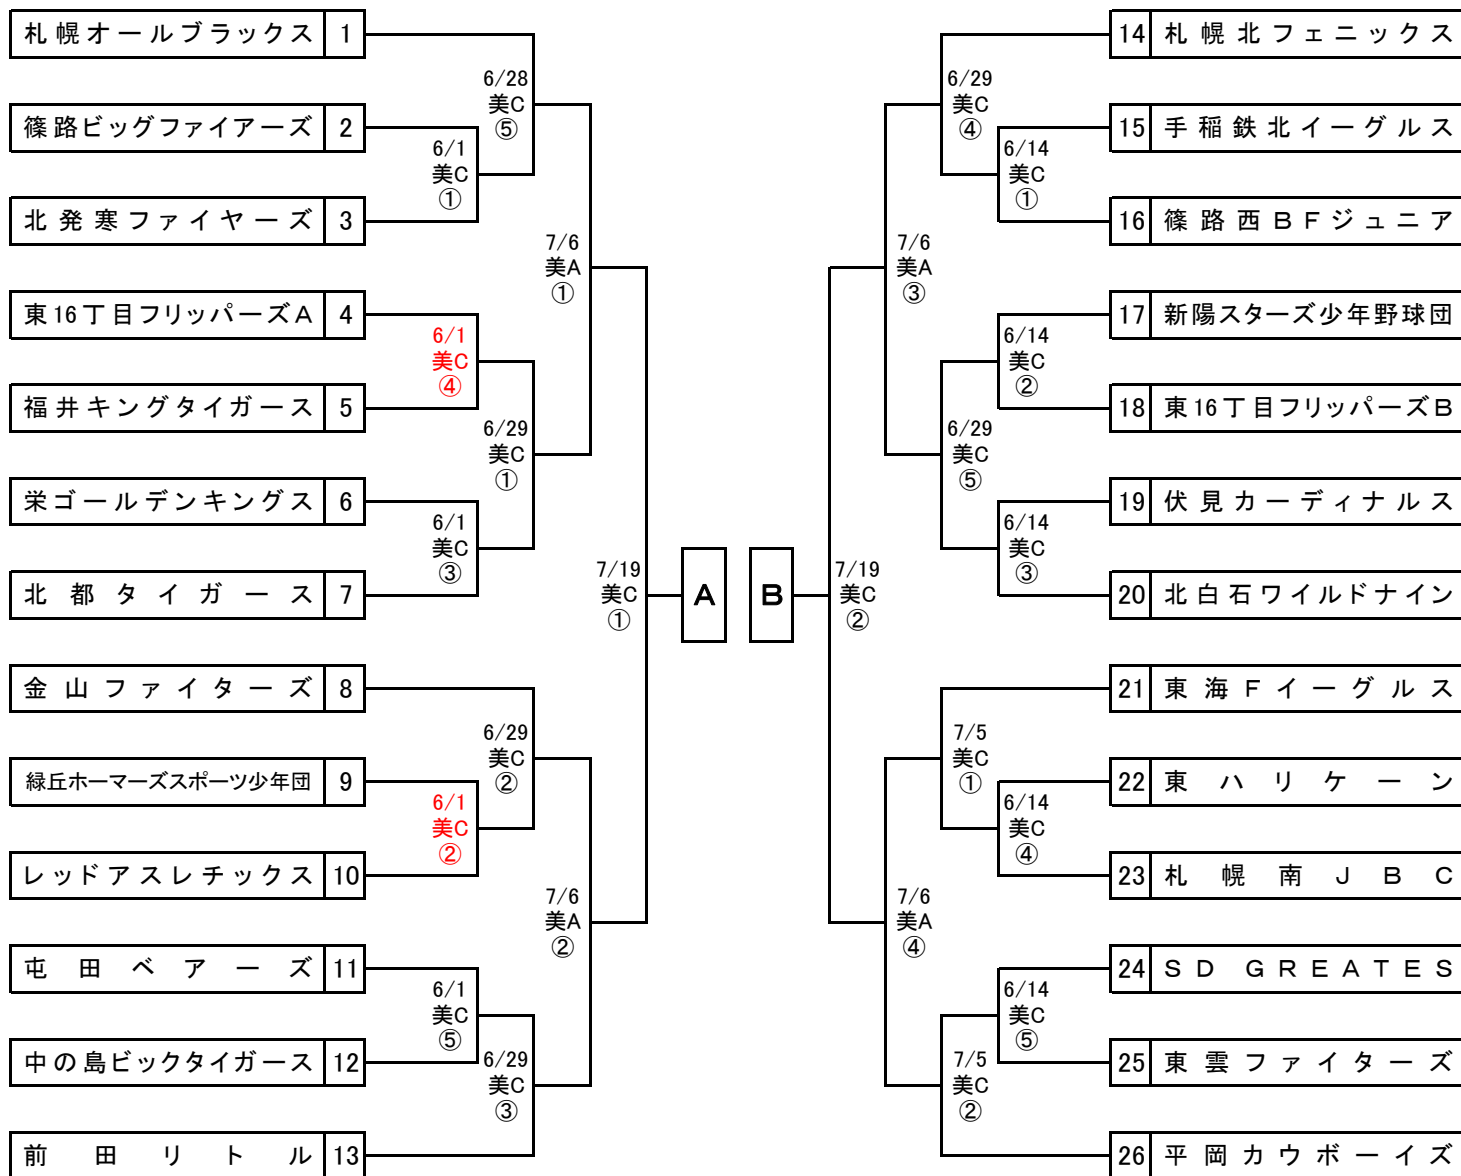 札幌オールブラックス 1
6/28
美C
⑤
篠路ビッグファイアーズ 2
6/1
美C
①
北発寒ファイヤーズ 3
7/6
美A
①
東16丁目フリッパーズA 4
6/1
美C
④
福井キングタイガース 5
6/29
美C
①
栄ゴールデンキングス 6
6/1
美C
③
北都タイガース 7
7/19
美C
①
A
金山ファイターズ 8
6/29
美C
②
緑丘ホーマーズスポーツ少年団 9
6/1
美C
②
レッドアスレチックス 10
7/6
美A
②
屯田ベアーズ 11
6/1
美C
⑤
中の島ビックタイガース 12
6/29
美C
③
前田リトル 13
14 札幌北フェニックス
6/29
美C
④
15 手稲鉄北イーグルス
6/14
美C
①
16 篠路西BFジュニア
7/6
美A
③
17 新陽スターズ少年野球団
6/14
美C
②
18 東16丁目フリッパーズB
6/29
美C
⑤
19 伏見カーディナルス
6/14
美C
③
20 北白石ワイルドナイン
B
7/19
美C
②
21 東海Fイーグルス
7/5
美C
①
22 東ハリケーン
6/14
美C
④
23 札幌南JBC
7/6
美A
④
24 SD GREATES
6/14
美C
⑤
25 東雲ファイターズ
7/5
美C
②
26 平岡カウボーイズ